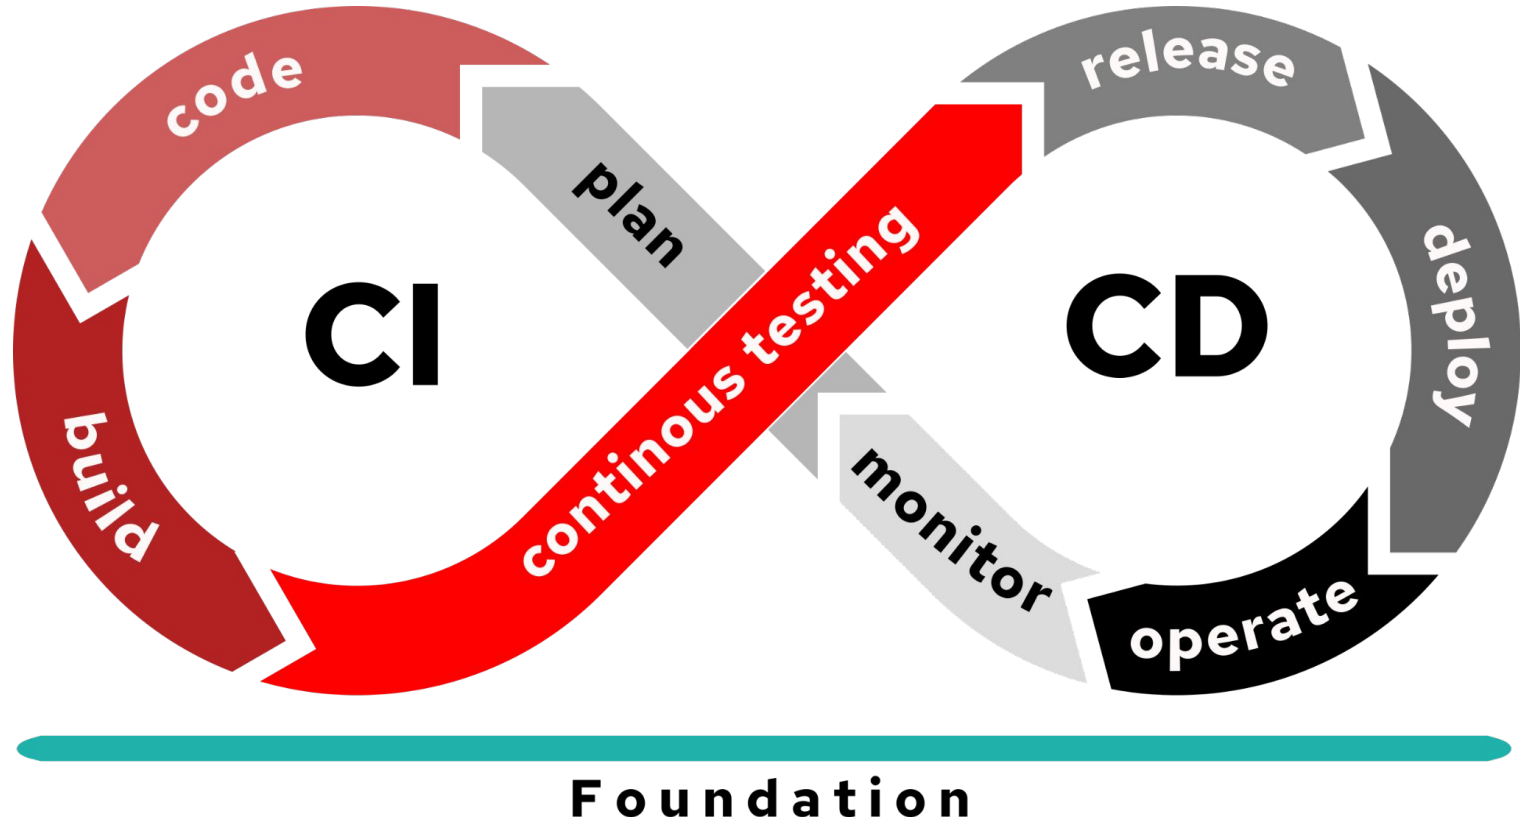 code
build
CI
plan
continous testing
release
deploy
CD
monitor
operate
Foundation